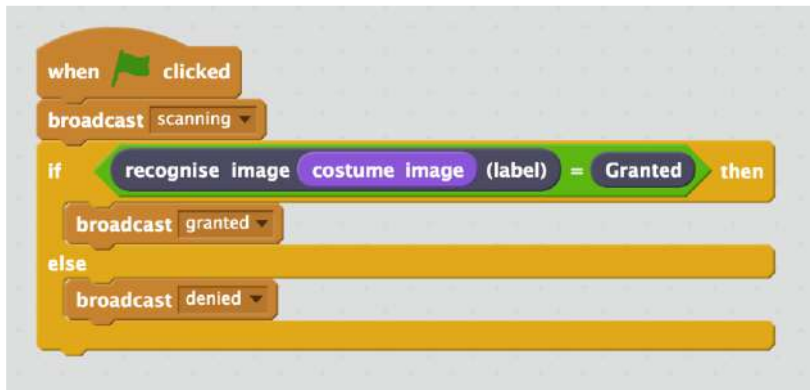 when clicked
broadcast scanning
if recognise image costume image (label) = Granted then
broadcast granted
else
broadcast denied